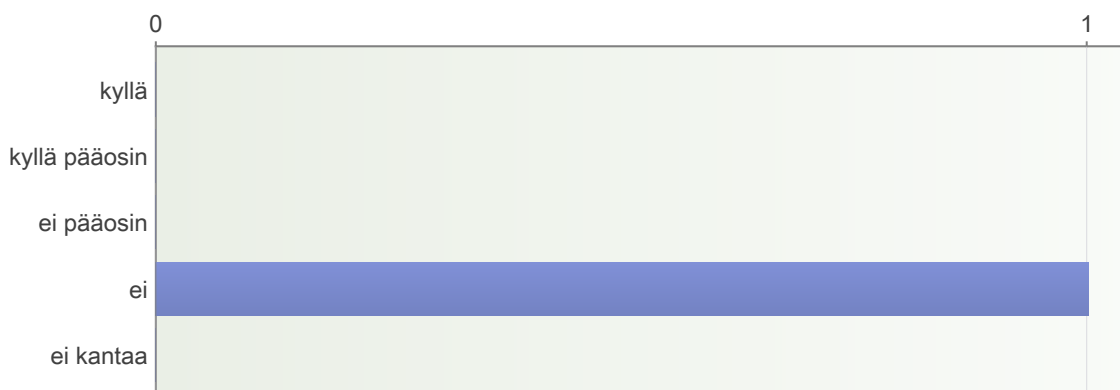 0 1
kyllä
kyllä pääosin
ei pääosin
ei
ei kantaa